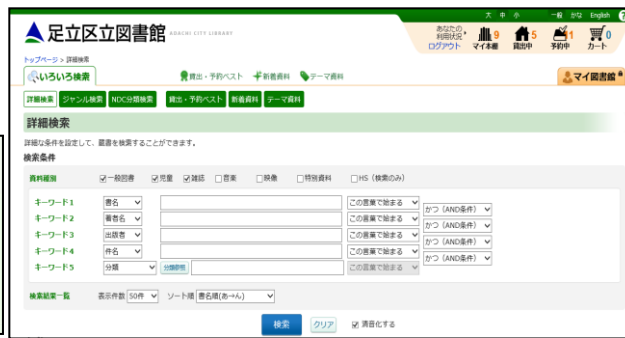 大 中 小 一般 かな English ?
足立区立図書館 ADACHI CITY LIBRARY
あなたの利用状況 ログアウト 9 マイ本棚 5 貸出中 1 予約中 0 カート
トップページ > 詳細検索
いろいろ検索 貸出・予約ベスト 新着資料 テーマ資料 マイ図書館
詳細検索 ジャンル検索 NDC分類検索 貸出・予約ベスト 新着資料 テーマ資料
詳細検索
詳細な条件を設定して、蔵書を検索することができます。
検索条件
資料種別 一般図書 児童 雑誌 音楽 映像 特別資料 HS（検索のみ）
キーワード1 書名 この言葉で始まる
かつ（AND条件）
キーワード2 著者名 この言葉で始まる
かつ（AND条件）
キーワード3 出版者 この言葉で始まる
かつ（AND条件）
キーワード4 件名 この言葉で始まる
かつ（AND条件）
キーワード5 分類 分類参照 この言葉で始まる
検索結果一覧 表示件数 50件 ソート順 書名順(あ→ん)
検索 クリア 清音化する